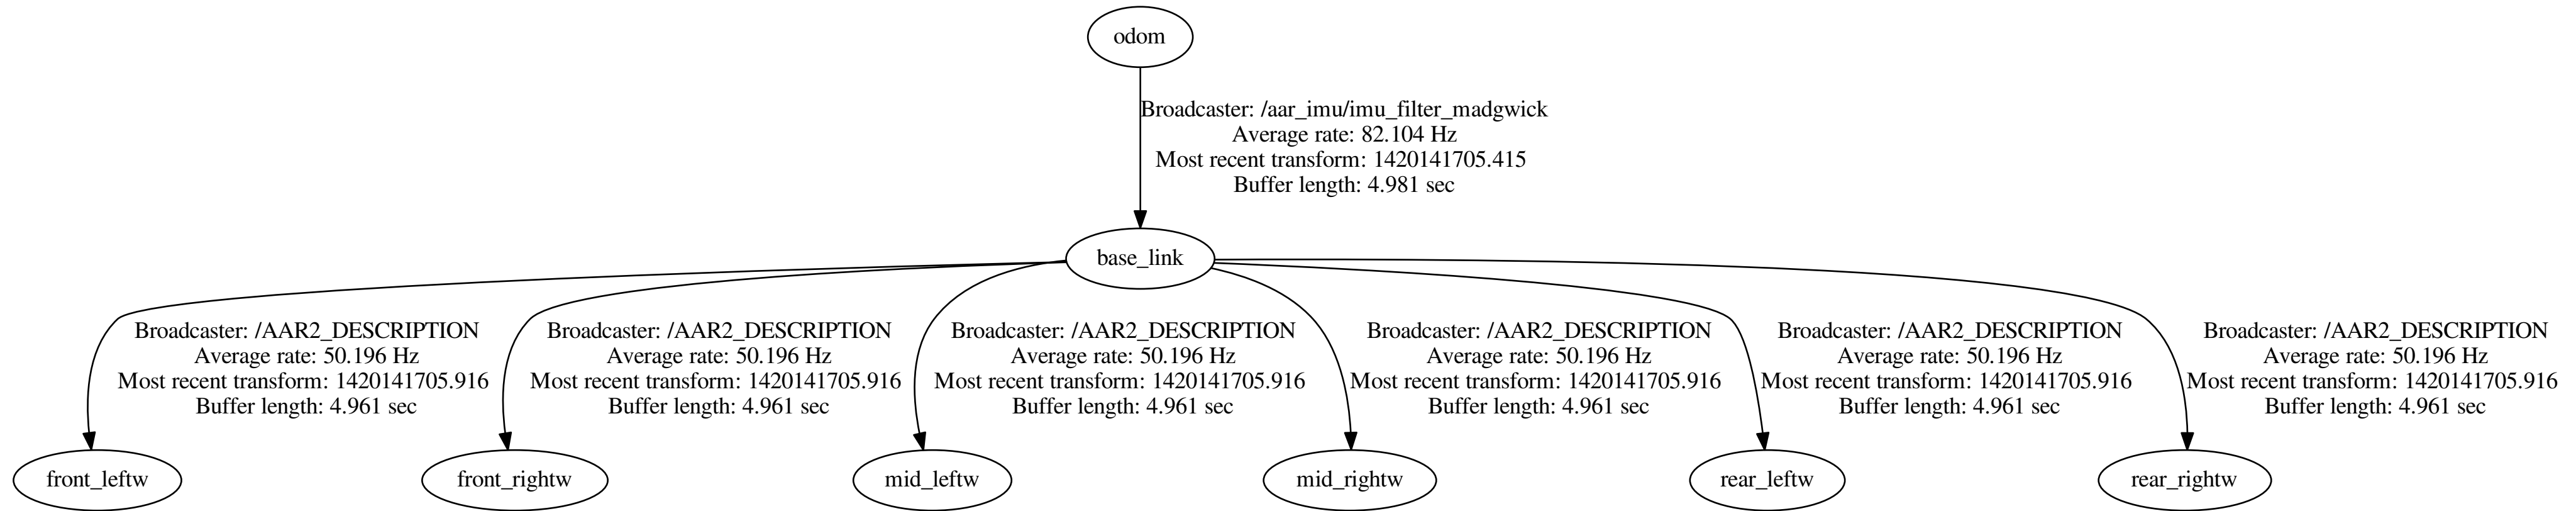 odom
Broadcaster: /aar_imu/imu_filter_madgwick
Average rate: 82.104 Hz
Most recent transform: 1420141705.415
Buffer length: 4.981 sec
base_link
Broadcaster: /AAR2_DESCRIPTION
Average rate: 50.196 Hz
Most recent transform: 1420141705.916
Buffer length: 4.961 sec
Broadcaster: /AAR2_DESCRIPTION
Average rate: 50.196 Hz
Most recent transform: 1420141705.916
Buffer length: 4.961 sec
Broadcaster: /AAR2_DESCRIPTION
Average rate: 50.196 Hz
Most recent transform: 1420141705.916
Buffer length: 4.961 sec
Broadcaster: /AAR2_DESCRIPTION
Average rate: 50.196 Hz
Most recent transform: 1420141705.916
Buffer length: 4.961 sec
Broadcaster: /AAR2_DESCRIPTION
Average rate: 50.196 Hz
Most recent transform: 1420141705.916
Buffer length: 4.961 sec
Broadcaster: /AAR2_DESCRIPTION
Average rate: 50.196 Hz
Most recent transform: 1420141705.916
Buffer length: 4.961 sec
front_leftw
front_rightw
mid_leftw
mid_rightw
rear_leftw
rear_rightw